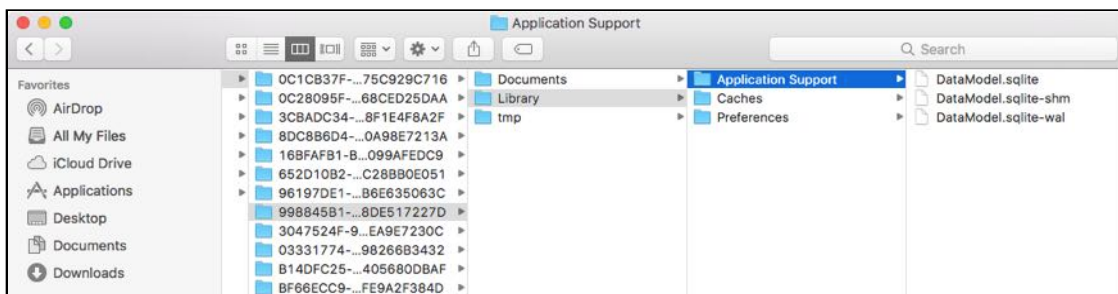 Application Support
Search
Favorites
AirDrop
All My Files
iCloud Drive
Applications
Desktop
Documents
Downloads
0C1CB37F-...75C929C716
0C28095F-...68CED25DAA
3CBADC34-...8F1E4F8A2F
8DC8B6D4-...0A98E7213A
16BFAFB1-B...099AFEDC9
652D10B2-...C28BB0E051
96197DE1-...B6E635063C
998845B1-...8DE517227D
3047524F-9...EA9E7230C
03331774-...98266B3432
B14DFC25-...405680DBAF
BF66ECC9-...FE9A2F384D
Documents
Library
tmp
Application Support
Caches
Preferences
DataModel.sqlite
DataModel.sqlite-shm
DataModel.sqlite-wal